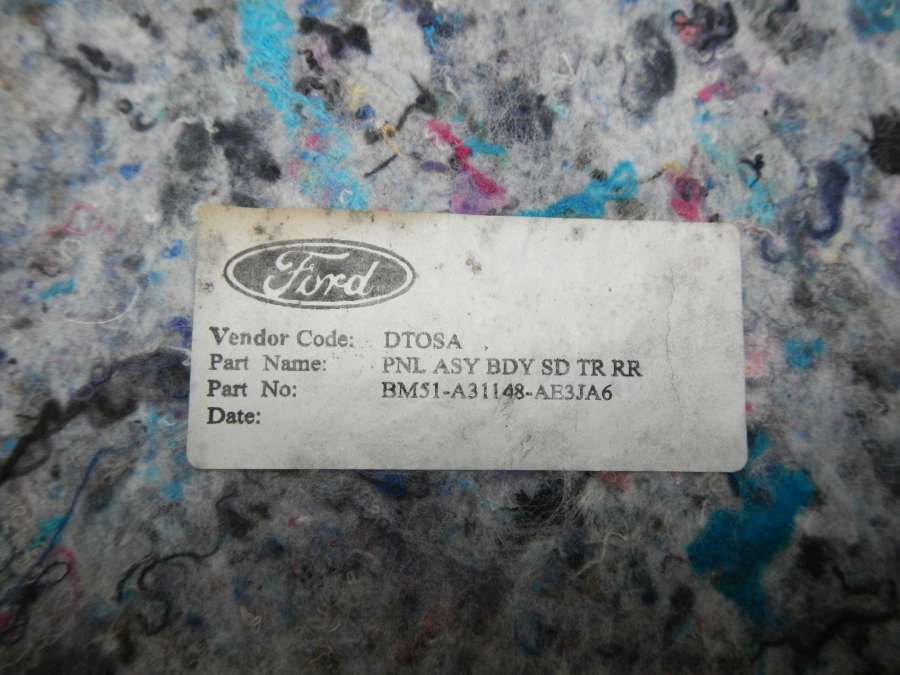 Ford
Vendor Code: DTOSA
Part Name: PNL ASY BDY SD TR RR
Part No: BM51-A31148-AE3JA6
Date: